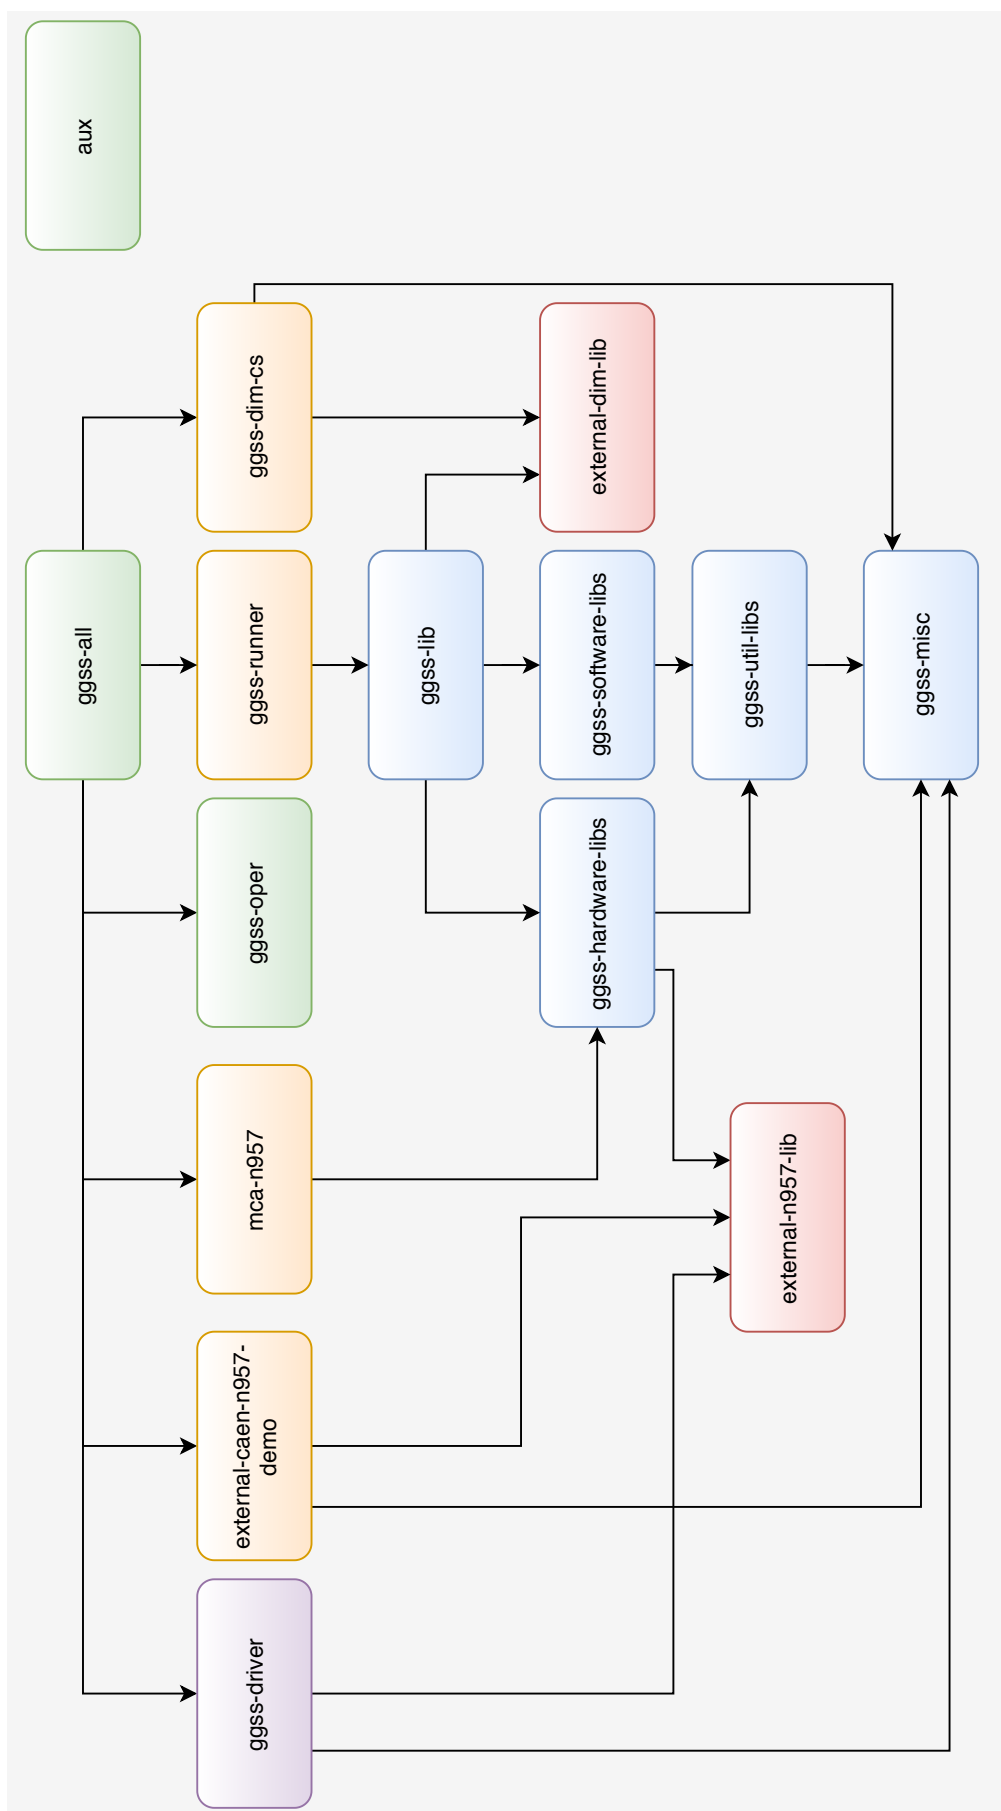 aux
ggss-all
ggss-dim-cs
ggss-runner
ggss-oper
mca-n957
external-caen-n957-
demo
ggss-driver
ggss-lib
external-dim-lib
ggss-software-libs
ggss-hardware-libs
ggss-util-libs
external-n957-lib
ggss-misc